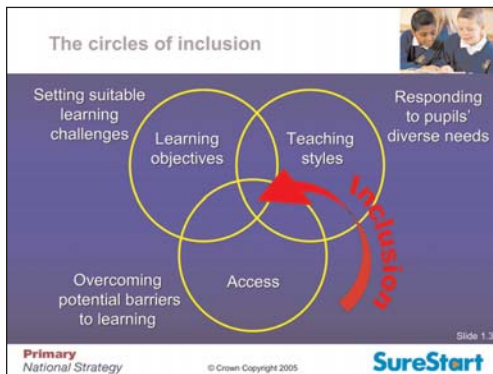 The circles of inclusion
Setting suitable
learning
challenges
Learning
objectives
Teaching
styles
Responding
to pupils'
diverse needs
Inclusion
Access
Overcoming
potential barriers
to learning
Slide 1.3
Primary
National Strategy
© Crown Copyright 2005
SureStart